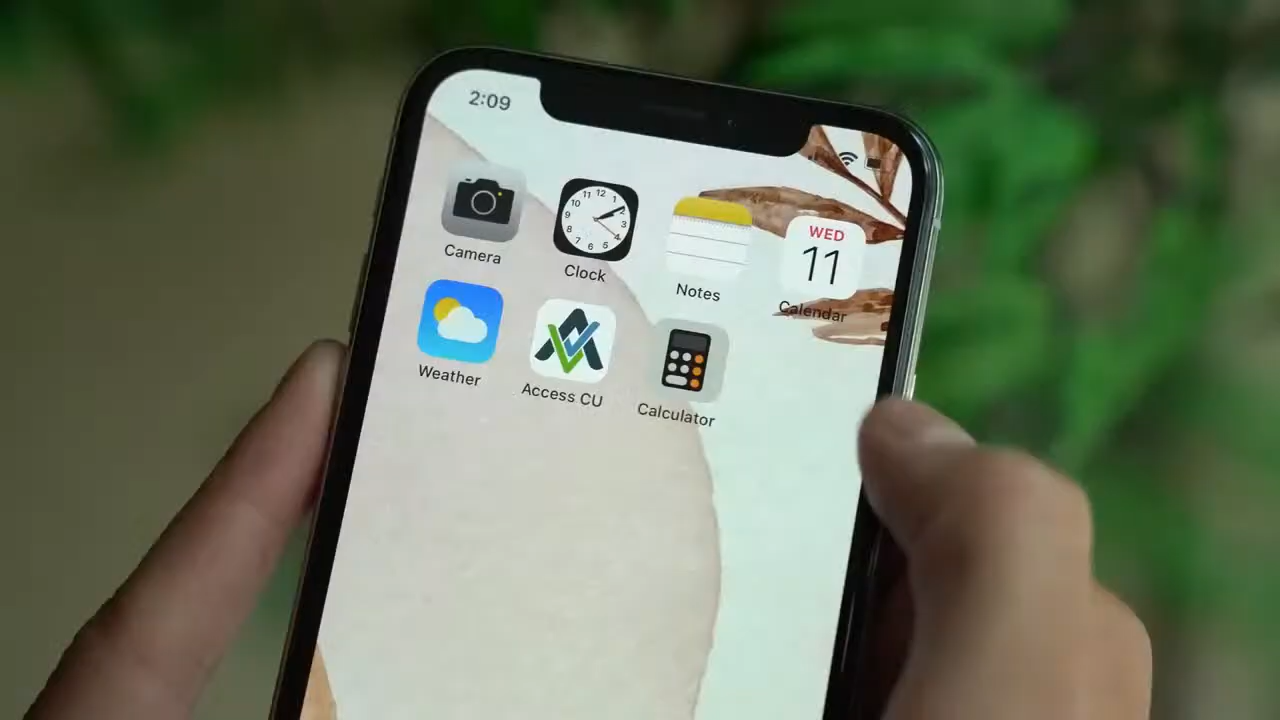 2:09
Camera
Clock
Notes
WED
11
Calendar
Weather
Access CU
Calculator